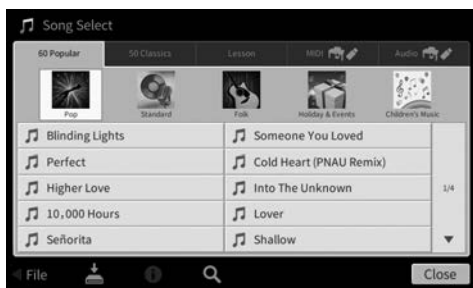 Song Select
60 Popular 50 Classics Lesson MIDI Audio
Pop Standard Folk Holiday & Events Children's Music
Blinding Lights Someone You Loved
Perfect Cold Heart (PNAU Remix)
Higher Love Into The Unknown 1/4
10,000 Hours Lover
Señorita Shallow
File Close